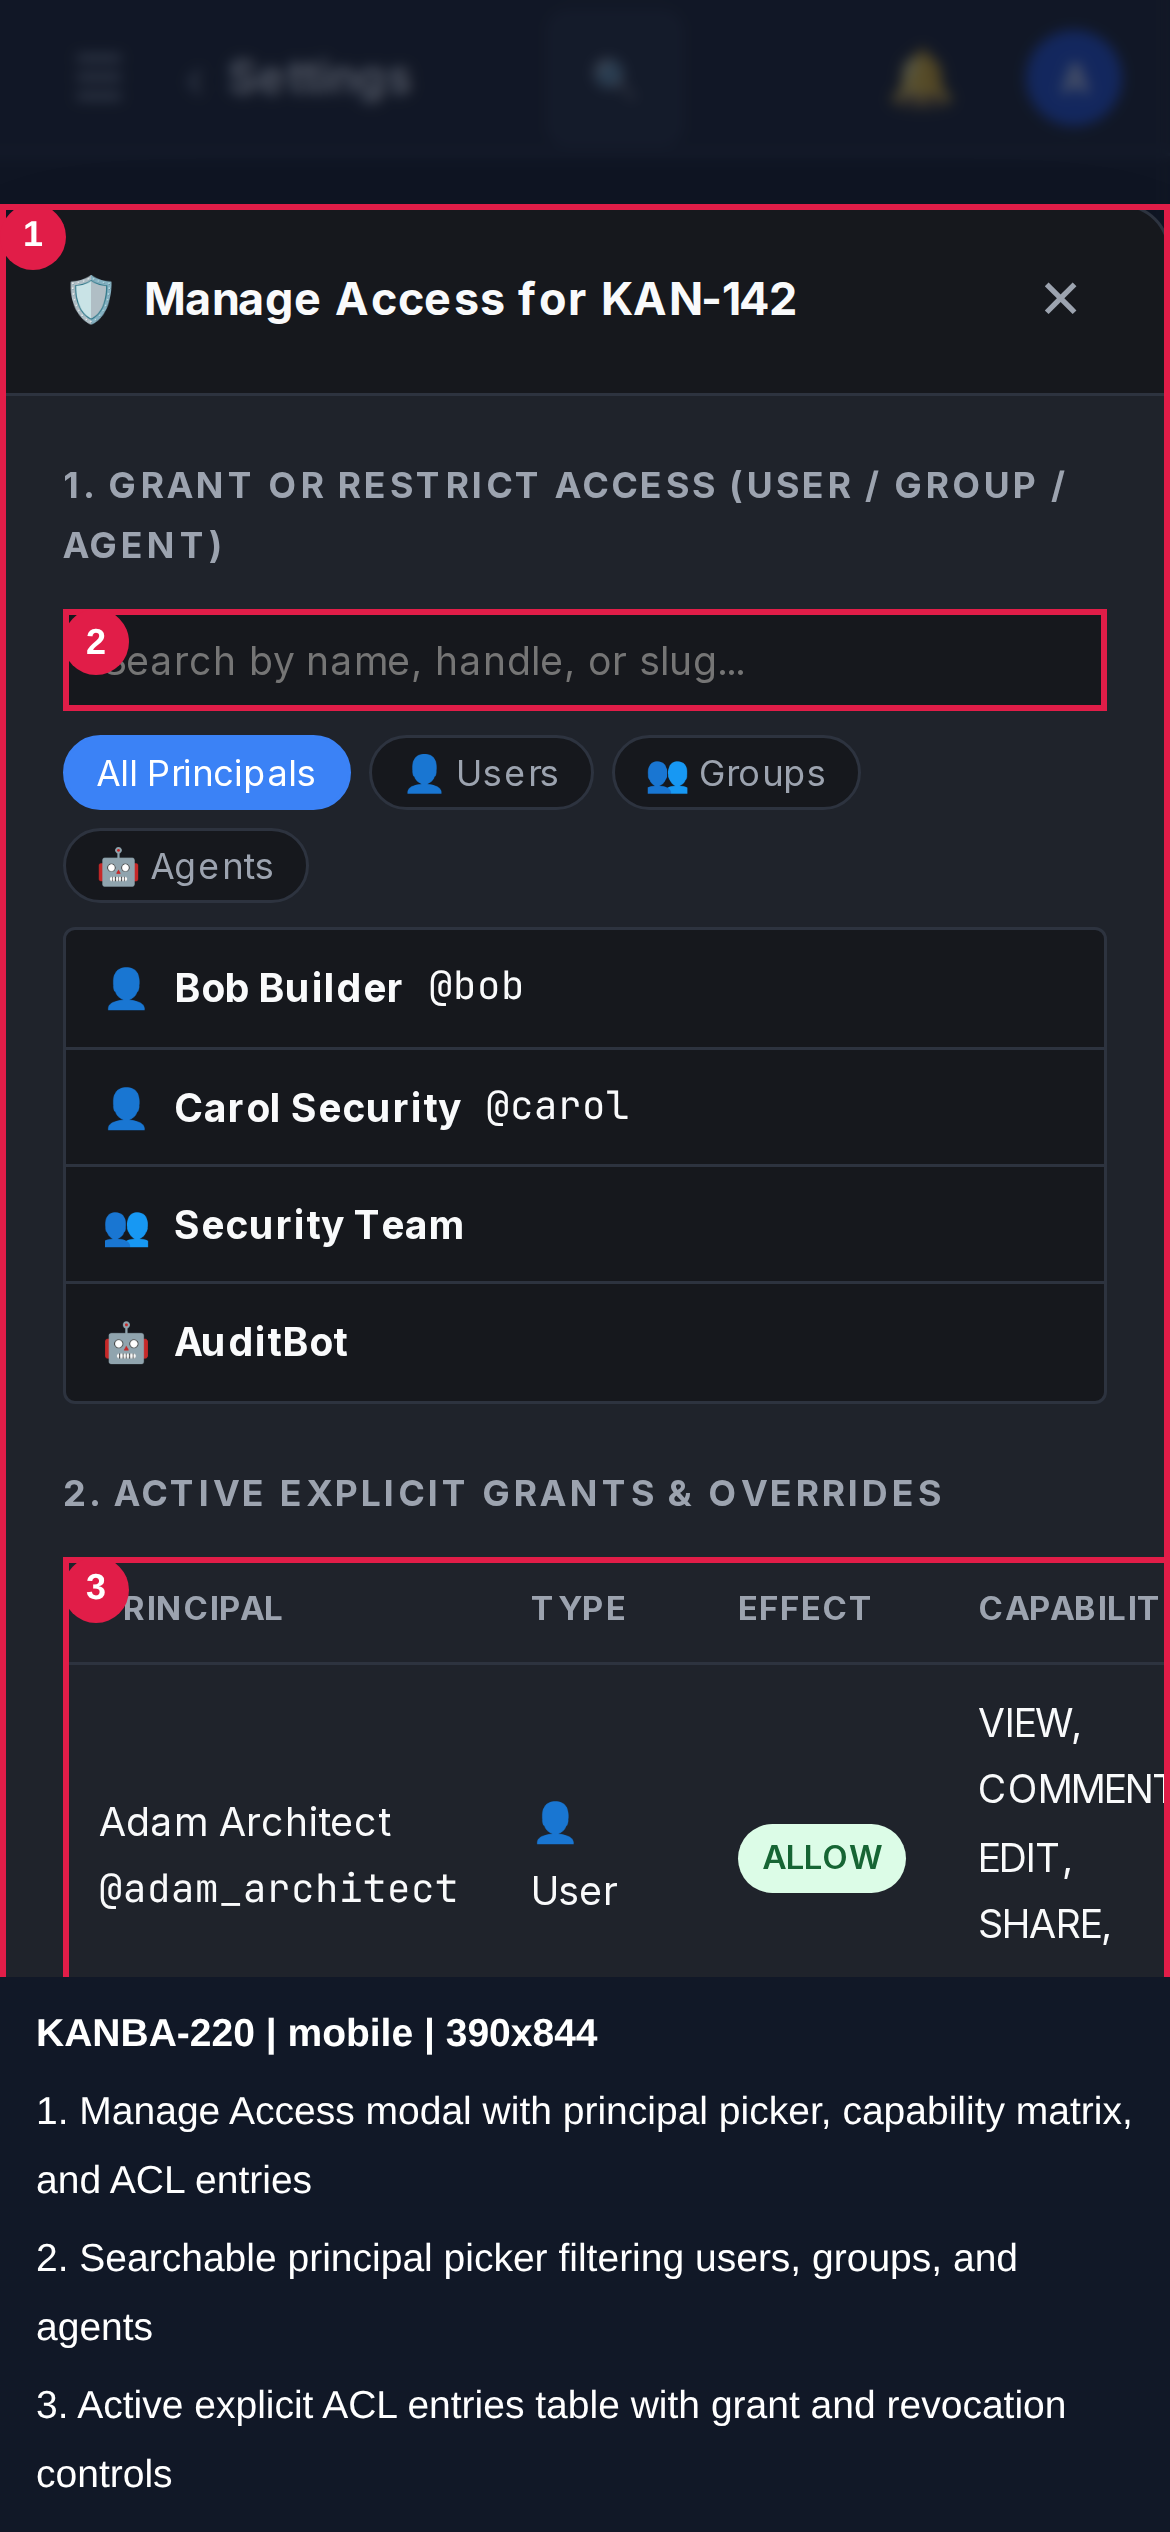 ‹ Settings
A
1
Manage Access for KAN-142
1. GRANT OR RESTRICT ACCESS (USER / GROUP /
AGENT)
2
earch by name, handle, or slug...
All Principals
Users
Groups
Agents
Bob Builder @bob
Carol Security @carol
Security Team
AuditBot
2. ACTIVE EXPLICIT GRANTS & OVERRIDES
3
RINCIPAL TYPE EFFECT CAPABILIT
Adam Architect
@adam_architect
User
ALLOW
VIEW,
COMMENT
EDIT,
SHARE,
KANBA-220 | mobile | 390x844
1. Manage Access modal with principal picker, capability matrix,
and ACL entries
2. Searchable principal picker filtering users, groups, and
agents
3. Active explicit ACL entries table with grant and revocation
controls